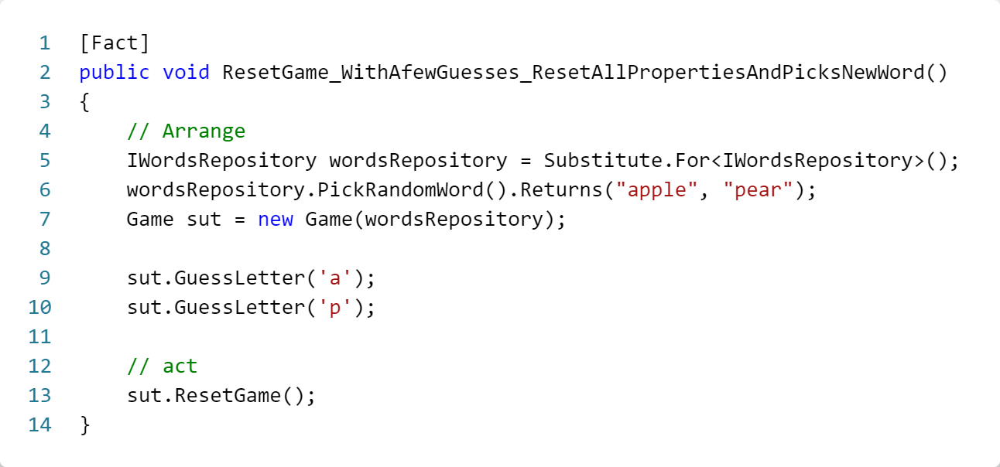 1 [Fact]
2 public void ResetGame_WithAfewGuesses_ResetAllPropertiesAndPicksNewWord()
3 {
4     // Arrange
5     IWordsRepository wordsRepository = Substitute.For<IWordsRepository>();
6     wordsRepository.PickRandomWord().Returns("apple", "pear");
7     Game sut = new Game(wordsRepository);
8
9     sut.GuessLetter('a');
10     sut.GuessLetter('p');
11
12     // act
13     sut.ResetGame();
14 }